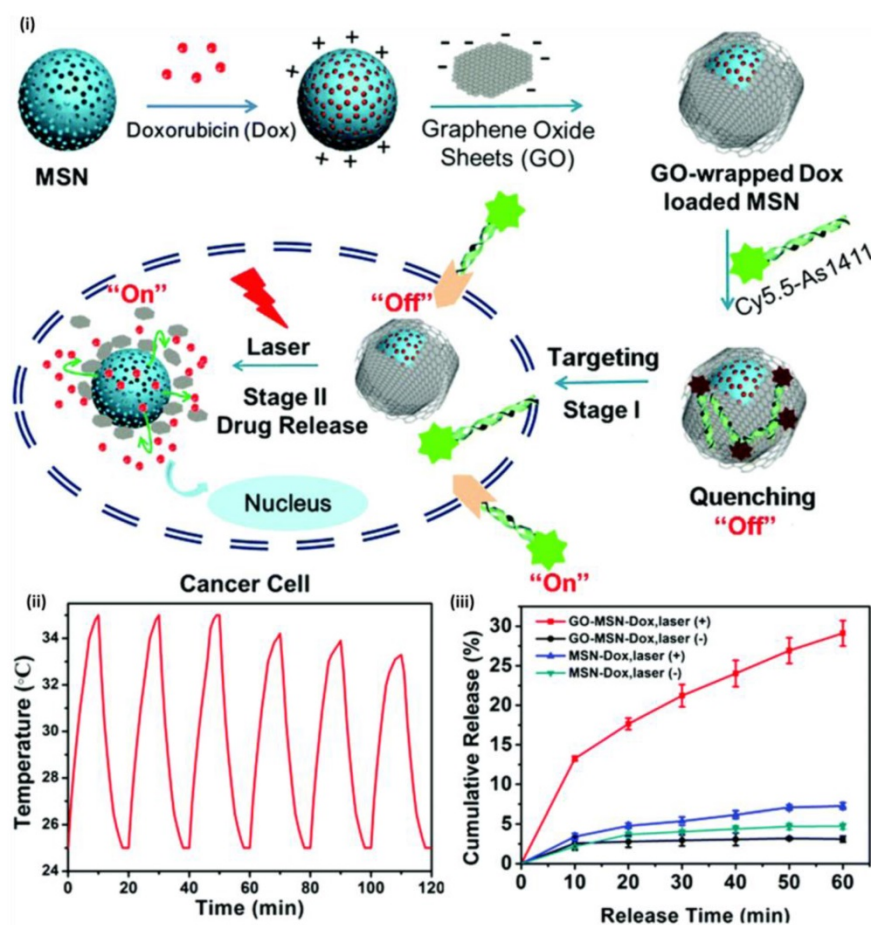 (i)
+ + + + + + +
- - - - - -
Doxorubicin (Dox)
Graphene Oxide
Sheets (GO)
MSN
GO-wrapped Dox
loaded MSN
Cy5.5-As1411
“On”
“Off”
Laser
Stage II
Drug Release
Targeting
Stage I
Nucleus
Quenching
“Off”
“On”
Cancer Cell
(ii)
Temperature (°C)
34
32
30
28
26
24
0 20 40 60 80 100 120
Time (min)
(iii)
GO-MSN-Dox,laser (+)
GO-MSN-Dox,laser (-)
MSN-Dox,laser (+)
MSN-Dox,laser (-)
Cumulative Release (%)
30
25
20
15
10
5
0
0 10 20 30 40 50 60
Release Time (min)